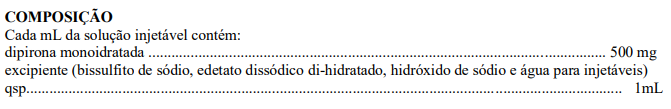 COMPOSIÇÃO
Cada mL da solução injetável contém:
dipirona monoidratada ........................................................................................................... 500 mg
excipiente (bissulfito de sódio, edetato dissódico di-hidratado, hidróxido de sódio e água para injetáveis)
qsp............................................................................................................................................ 1mL